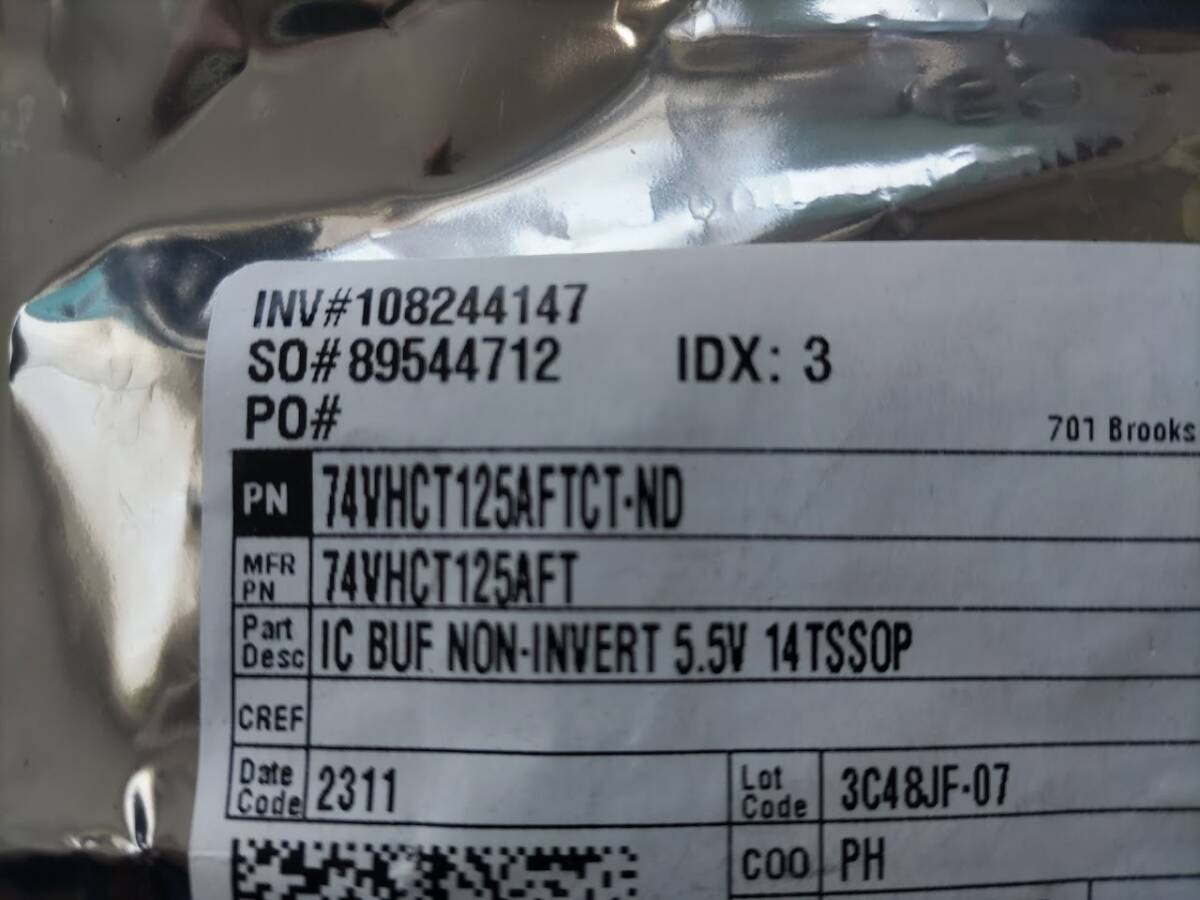 INV#108244147
SO#89544712 IDX: 3
PO#
701 Brooks
PN 74VHCT125AFTCT-ND
MFR PN 74VHCT125AFT
Part Desc IC BUF NON-INVERT 5.5V 14TSSOP
CREF
Date Code 2311 Lot Code 3C48JF-07
COO PH